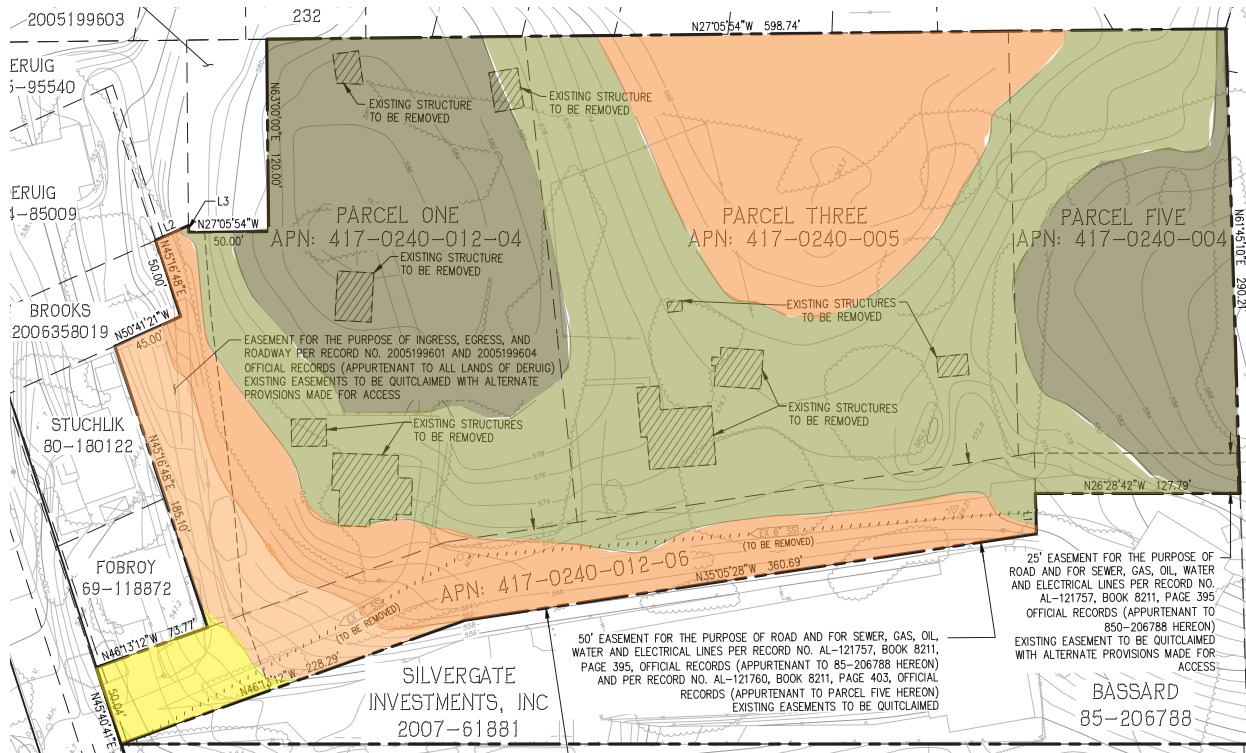 2005199603
232
N27°05'54"W 598.74'
ERUIG
5-95540
EXISTING STRUCTURE
TO BE REMOVED
EXISTING STRUCTURE
TO BE REMOVED
N63°00'00"E 120.00'
ERUIG
4-85009
L3
L2
N27°05'54"W
50.00'
PARCEL ONE
APN: 417-0240-012-04
PARCEL THREE
APN: 417-0240-005
PARCEL FIVE
APN: 417-0240-004
N61°45'10"E 290.21'
N45°16'48"E
50.00'
EXISTING STRUCTURE
TO BE REMOVED
BROOKS
2006358019
N50°41'21"W
45.00'
EXISTING STRUCTURES
TO BE REMOVED
EASEMENT FOR THE PURPOSE OF INGRESS, EGRESS, AND
ROADWAY PER RECORD NO. 2005199601 AND 2005199604
OFFICIAL RECORDS (APPURTENANT TO ALL LANDS OF DERUIG)
EXISTING EASEMENTS TO BE QUITCLAIMED WITH ALTERNATE
PROVISIONS MADE FOR ACCESS
STUCHLIK
80-180122
EXISTING STRUCTURES
TO BE REMOVED
EXISTING STRUCTURES
TO BE REMOVED
N45°16'48"E 185.10'
N26°28'42"W 127.79'
EX 6" SS
(TO BE REMOVED)
FOBROY
69-118872
APN: 417-0240-012-06
N35°05'28"W 360.69'
EX 6" SS
(TO BE REMOVED)
25' EASEMENT FOR THE PURPOSE OF
ROAD AND FOR SEWER, GAS, OIL, WATER
AND ELECTRICAL LINES PER RECORD NO.
AL-121757, BOOK 8211, PAGE 395
OFFICIAL RECORDS (APPURTENANT TO
850-206788 HEREON)
EXISTING EASEMENT TO BE QUITCLAIMED
WITH ALTERNATE PROVISIONS MADE FOR
ACCESS
N46°13'12"W 73.77'
N46°13'12"W 228.29'
50.04'
N45°40'41"E
SILVERGATE
INVESTMENTS, INC
2007-61881
50' EASEMENT FOR THE PURPOSE OF ROAD AND FOR SEWER, GAS, OIL,
WATER AND ELECTRICAL LINES PER RECORD NO. AL-121757, BOOK 8211,
PAGE 395, OFFICIAL RECORDS (APPURTENANT TO 85-206788 HEREON)
AND PER RECORD NO. AL-121760, BOOK 8211, PAGE 403, OFFICIAL
RECORDS (APPURTENANT TO PARCEL FIVE HEREON)
EXISTING EASEMENTS TO BE QUITCLAIMED
BASSARD
85-206788